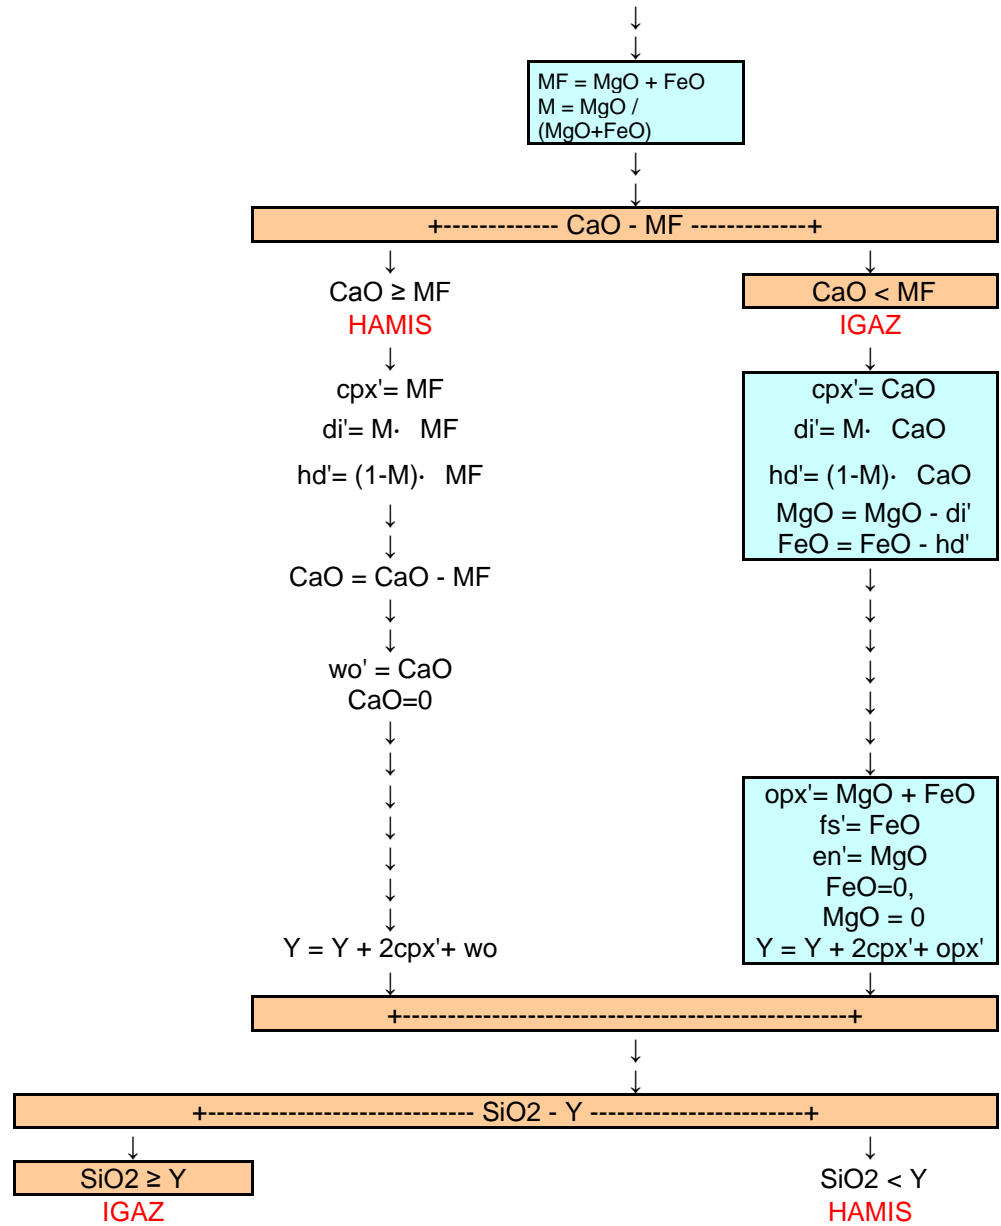 ↓
↓
MF = MgO + FeO
M = MgO /
(MgO+FeO)
↓
↓
+------------- CaO - MF -------------+
↓ ↓
CaO ≥ MF CaO < MF
HAMIS IGAZ
↓ ↓
cpx'= MF cpx'= CaO
di'= M· MF di'= M· CaO
hd'= (1-M)· MF hd'= (1-M)· CaO
↓ MgO = MgO - di'
↓ FeO = FeO - hd'
CaO = CaO - MF ↓
↓ ↓
↓ ↓
wo' = CaO ↓
CaO=0 ↓
↓ ↓
↓ ↓
↓ opx'= MgO + FeO
↓ fs'= FeO
↓ en'= MgO
↓ FeO=0,
↓ MgO = 0
Y = Y + 2cpx'+ wo Y = Y + 2cpx'+ opx'
↓ ↓
+---------------------------------------------------+
↓
↓
+------------------------------ SiO2 - Y ------------------------+
↓ ↓
SiO2 ≥ Y SiO2 < Y
IGAZ HAMIS